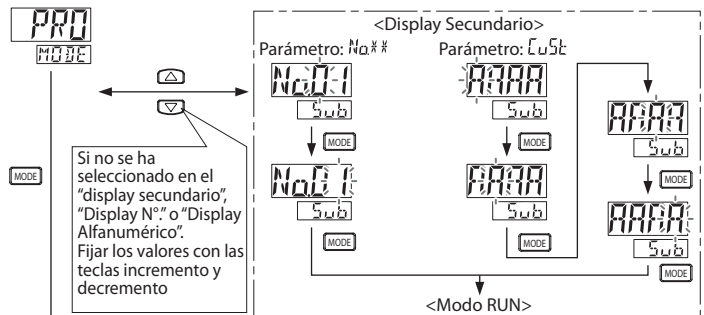 PRO
MODE
MODE
Si no se ha
seleccionado en el
"display secundario",
"Display N°." o "Display
Alfanumérico".
Fijar los valores con las
teclas incremento y
decremento
<Display Secundario>
Parámetro: No.**
No.01
Sub
MODE
No.01
Sub
MODE
Parámetro: CuSt
AAAA
Sub
MODE
AAAA
Sub
MODE
AAAA
Sub
MODE
AAAA
Sub
MODE
<Modo RUN>